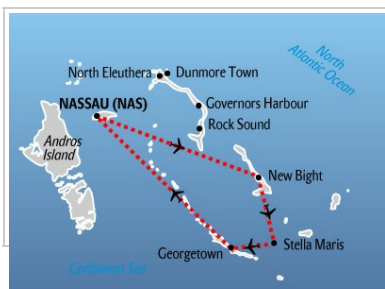 North
Atlantic Ocean
North Eleuthera
Dunmore Town
NASSAU (NAS)
Governors Harbour
Andros
Island
Rock Sound
New Bight
Georgetown
Stella Maris
Caribbean Sea